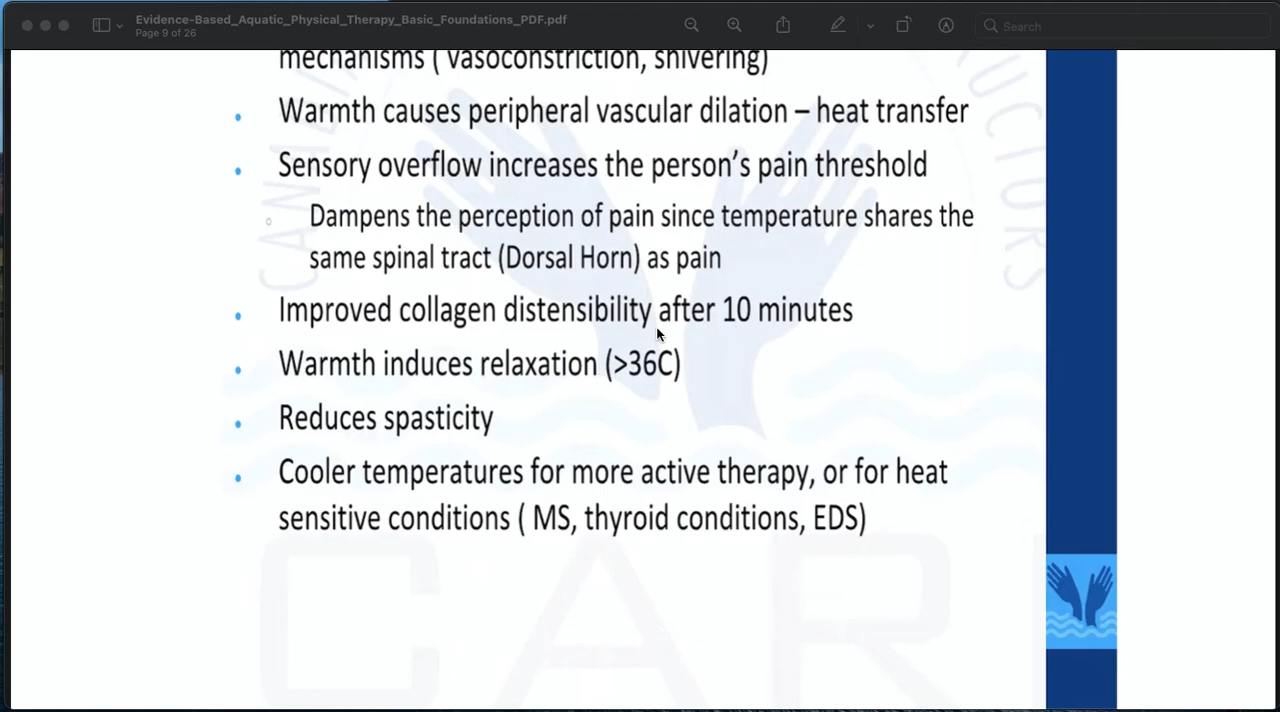 Evidence-Based_Aquatic_Physical_Therapy_Basic_Foundations_PDF.pdf
Page 9 of 26
Search
mechanisms ( vasoconstriction, shivering)
• Warmth causes peripheral vascular dilation – heat transfer
• Sensory overflow increases the person's pain threshold
○ Dampens the perception of pain since temperature shares the
same spinal tract (Dorsal Horn) as pain
• Improved collagen distensibility after 10 minutes
• Warmth induces relaxation (>36C)
• Reduces spasticity
• Cooler temperatures for more active therapy, or for heat
sensitive conditions ( MS, thyroid conditions, EDS)